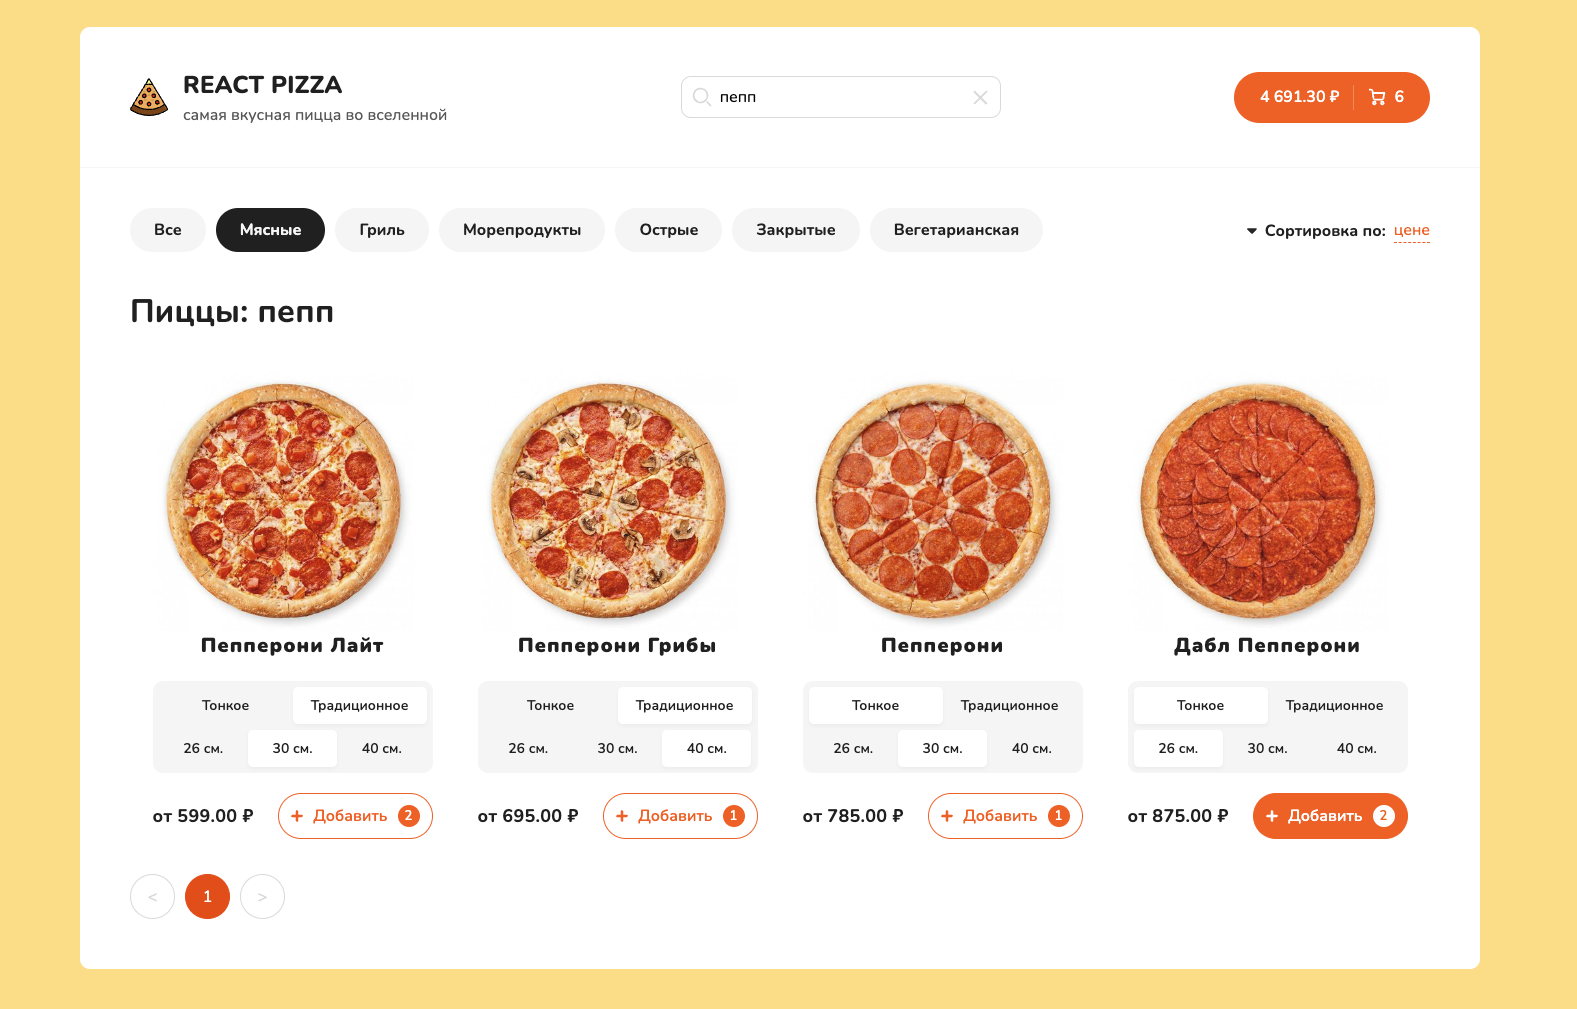 REACT PIZZA
самая вкусная пицца во вселенной
пепп
4 691.30 ₽ 6
Все Мясные Гриль Морепродукты Острые Закрытые Вегетарианская
Сортировка по: цене
Пиццы: пепп
Пепперони Лайт
Тонкое Традиционное
26 см. 30 см. 40 см.
от 599.00 ₽ + Добавить 2
Пепперони Грибы
Тонкое Традиционное
26 см. 30 см. 40 см.
от 695.00 ₽ + Добавить 1
Пепперони
Тонкое Традиционное
26 см. 30 см. 40 см.
от 785.00 ₽ + Добавить 1
Дабл Пепперони
Тонкое Традиционное
26 см. 30 см. 40 см.
от 875.00 ₽ + Добавить 2
< 1 >